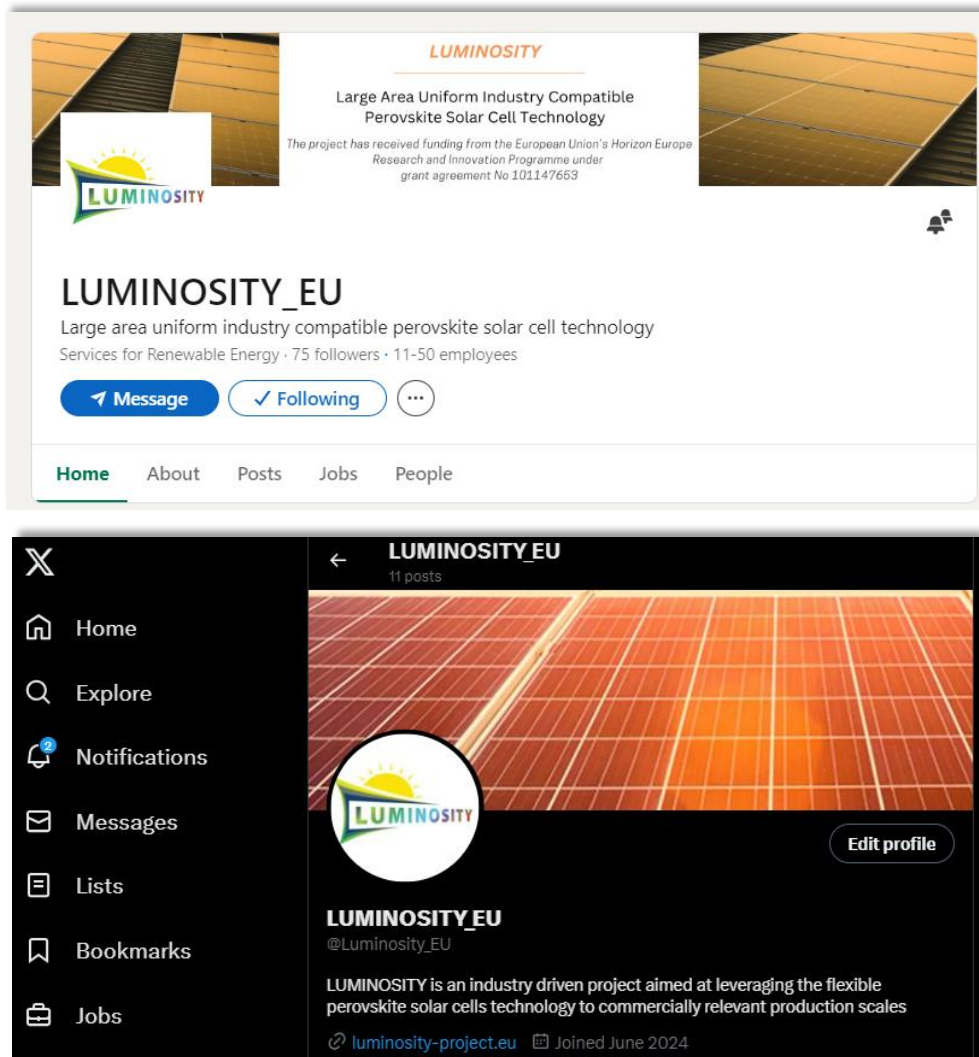 LUMINOSITY
Large Area Uniform Industry Compatible
Perovskite Solar Cell Technology
The project has received funding from the European Union's Horizon Europe
Research and Innovation Programme under
grant agreement No 101147653
LUMINOSITY
LUMINOSITY_EU
Large area uniform industry compatible perovskite solar cell technology
Services for Renewable Energy · 75 followers · 11-50 employees
Message
Following
Home About Posts Jobs People
LUMINOSITY_EU
11 posts
Home
Explore
2
Notifications
Messages
Lists
Bookmarks
Jobs
LUMINOSITY
Edit profile
LUMINOSITY_EU
@Luminosity_EU
LUMINOSITY is an industry driven project aimed at leveraging the flexible
perovskite solar cells technology to commercially relevant production scales
luminosity-project.eu Joined June 2024